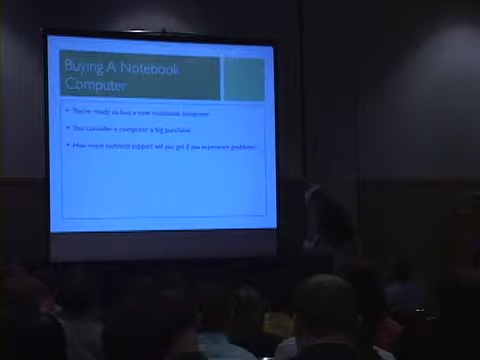 Buying A Notebook
Computer
• You're ready to buy a new notebook computer
• You consider a computer a big purchase
• How much technical support will you get if you experience problems?